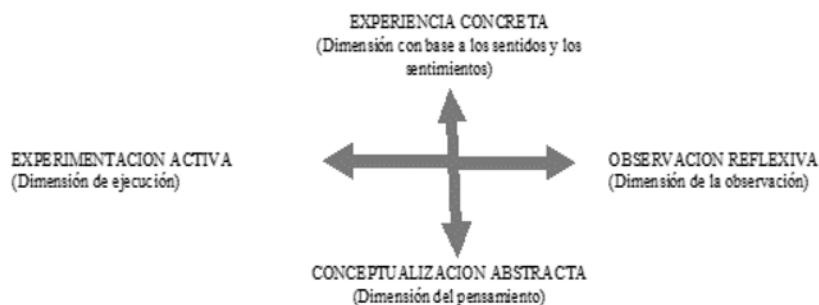 EXPERIENCIA CONCRETA
(Dimensión con base a los sentidos y los
sentimientos)
EXPERIMENTACION ACTIVA
(Dimensión de ejecución)
OBSERVACION REFLEXIVA
(Dimensión de la observación)
CONCEPTUALIZACION ABSTRACTA
(Dimensión del pensamiento)